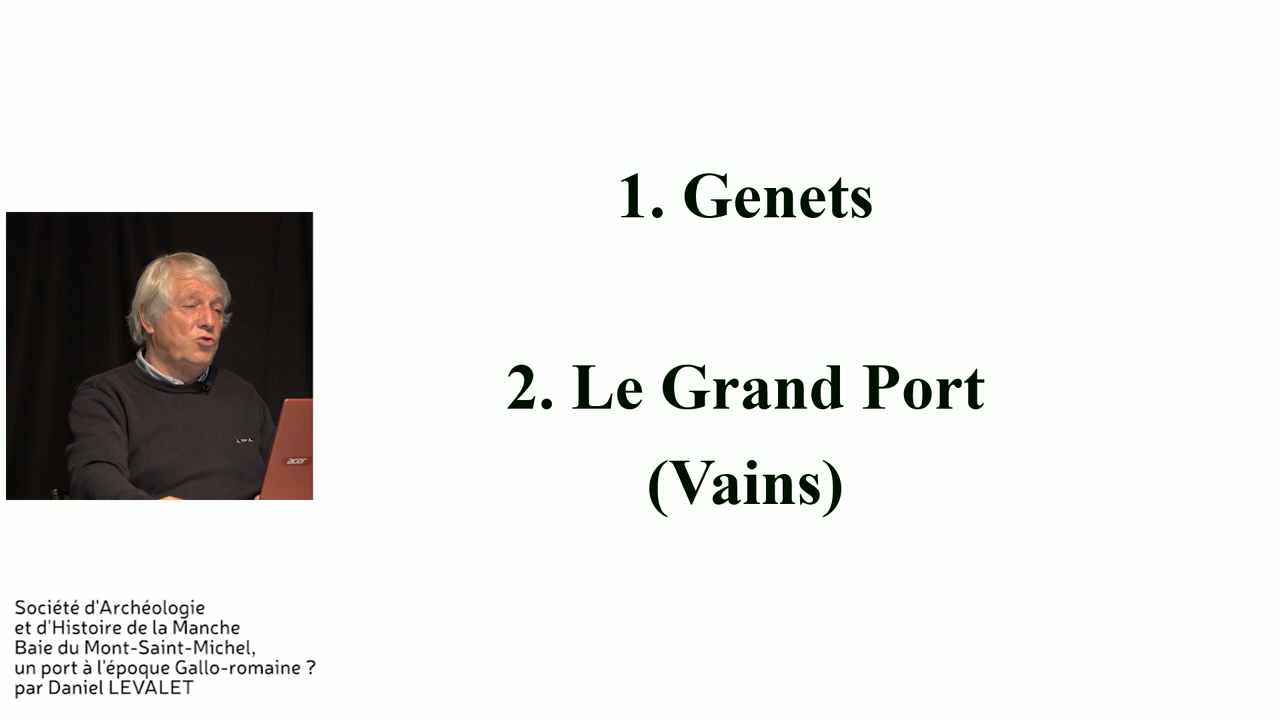 1. Genets
2. Le Grand Port
(Vains)
acer
Société d'Archéologie
et d'Histoire de la Manche
Baie du Mont-Saint-Michel,
un port à l'époque Gallo-romaine ?
par Daniel LEVALET